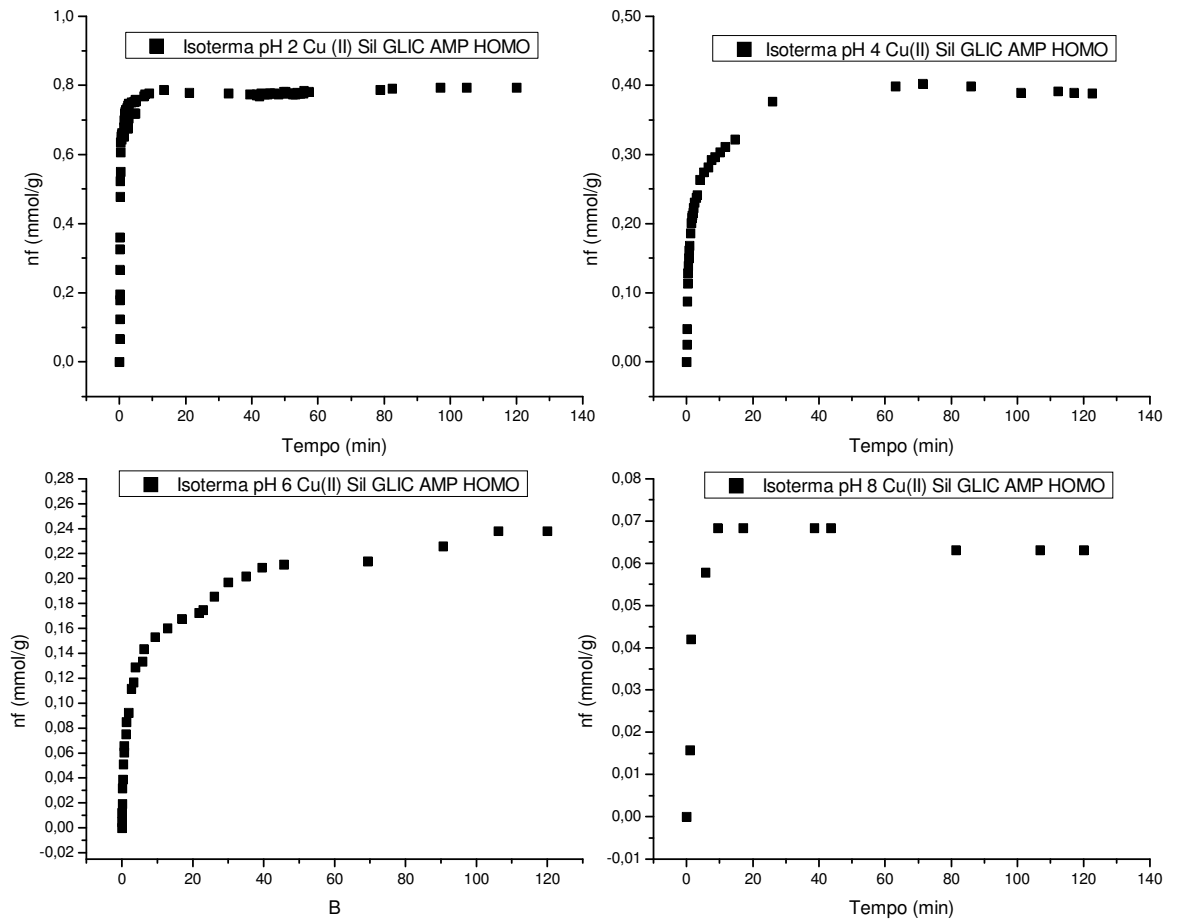 Isoterma pH 2 Cu (II) Sil GLIC AMP HOMO
1,0
0,8
0,6
0,4
0,2
0,0
nf (mmol/g)
0 20 40 60 80 100 120 140
Tempo (min)
Isoterma pH 4 Cu(II) Sil GLIC AMP HOMO
0,50
0,40
0,30
0,20
0,10
0,00
nf (mmol/g)
0 20 40 60 80 100 120 140
Tempo (min)
Isoterma pH 6 Cu(II) Sil GLIC AMP HOMO
0,28
0,26
0,24
0,22
0,20
0,18
0,16
0,14
0,12
0,10
0,08
0,06
0,04
0,02
0,00
-0,02
nf (mmol/g)
0 20 40 60 80 100 120
B
Isoterma pH 8 Cu(II) Sil GLIC AMP HOMO
0,08
0,07
0,06
0,05
0,04
0,03
0,02
0,01
0,00
-0,01
nf (mmol/g)
0 20 40 60 80 100 120 140
Tempo (min)